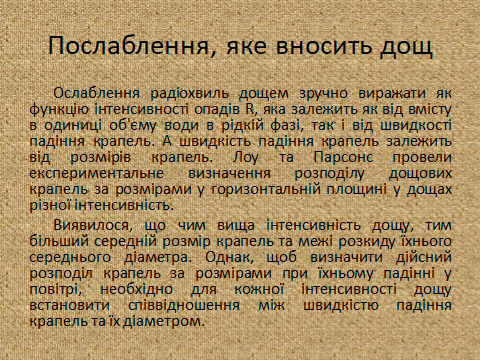 Послаблення, яке вносить дощ
Ослаблення радіохвиль дощем зручно виражати як
функцію інтенсивності опадів R, яка залежить як від вмісту
в одиниці об'єму води в рідкій фазі, так і від швидкості
падіння крапель. А швидкість падіння крапель залежить
від розмірів крапель. Лоу та Парсонс провели
експериментальне визначення розподілу дощових
крапель за розмірами у горизонтальній площині у дощах
різної інтенсивність.
Виявилося, що чим вища інтенсивність дощу, тим
більший середній розмір крапель та межі розкиду їхнього
середнього діаметра. Однак, щоб визначити дійсний
розподіл крапель за розмірами при їхньому падінні у
повітрі, необхідно для кожної інтенсивності дощу
встановити співвідношення між швидкістю падіння
крапель та їх діаметром.